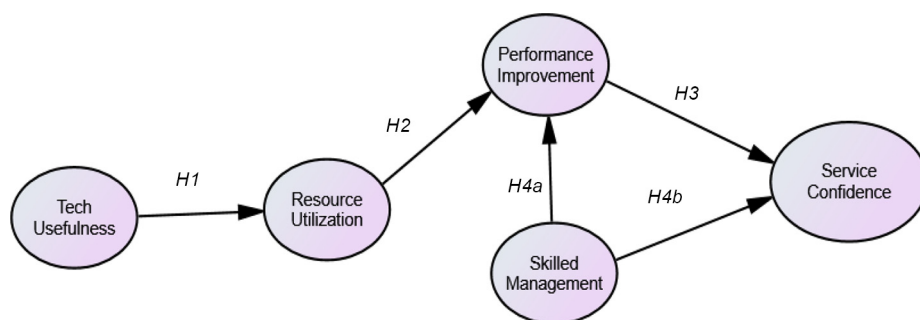 Performance
Improvement
H3
H2
Service
Confidence
H1
Resource
Utilization
H4a
H4b
Tech
Usefulness
Skilled
Management